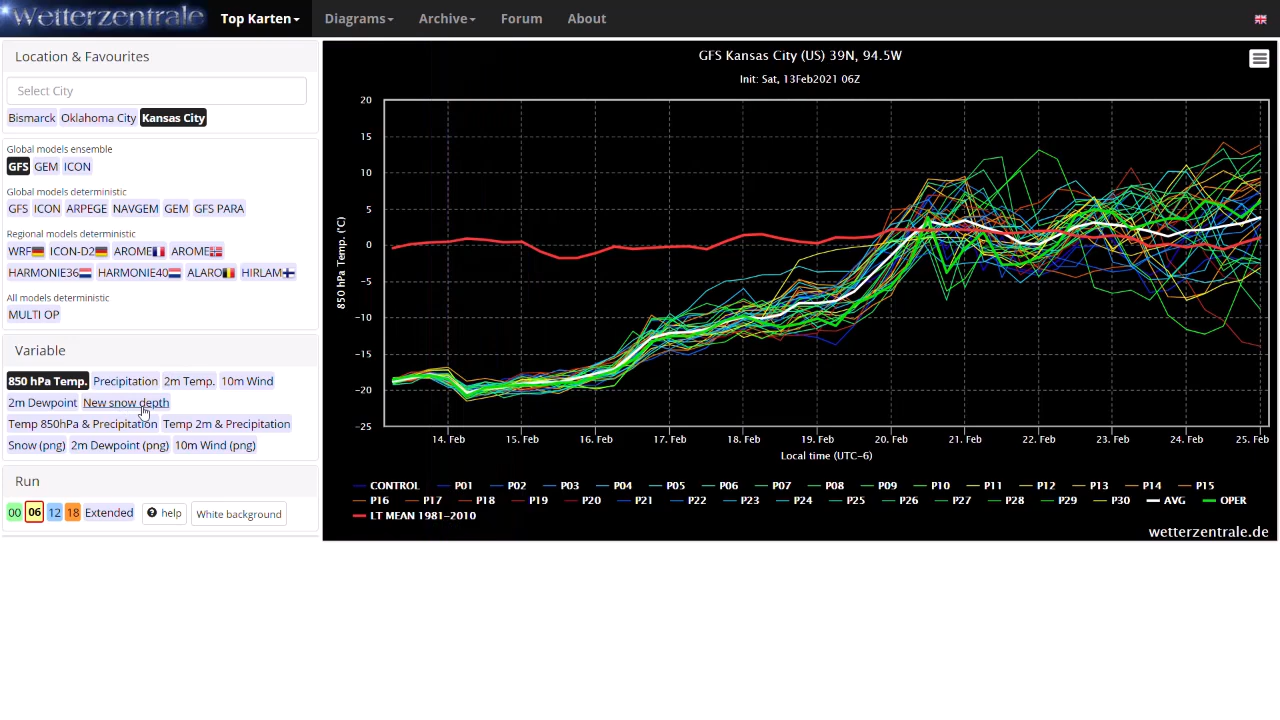 Wetterzentrale Top Karten Diagrams Archive Forum About
Location & Favourites
Select City
Bismarck Oklahoma City Kansas City
Global models ensemble
GFS GEM ICON
Global models deterministic
GFS ICON ARPEGE NAVGEM GEM GFS PARA
Regional models deterministic
WRF ICON-D2 AROME AROME
HARMONIE36 HARMONIE40 ALARO HIRLAM
All models deterministic
MULTI OP
Variable
850 hPa Temp. Precipitation 2m Temp. 10m Wind
2m Dewpoint New snow depth
Temp 850hPa & Precipitation Temp 2m & Precipitation
Snow (png) 2m Dewpoint (png) 10m Wind (png)
Run
00 06 12 18 Extended help White background
GFS Kansas City (US) 39N, 94.5W
Init: Sat, 13Feb2021 06Z
850 hPa Temp. (°C)
20
15
10
5
0
−5
−10
−15
−20
−25
14. Feb 15. Feb 16. Feb 17. Feb 18. Feb 19. Feb 20. Feb 21. Feb 22. Feb 23. Feb 24. Feb 25. Feb
Local time (UTC-6)
CONTROL P01 P02 P03 P04 P05 P06 P07 P08 P09 P10 P11 P12 P13 P14 P15
P16 P17 P18 P19 P20 P21 P22 P23 P24 P25 P26 P27 P28 P29 P30 AVG OPER
LT MEAN 1981-2010
wetterzentrale.de